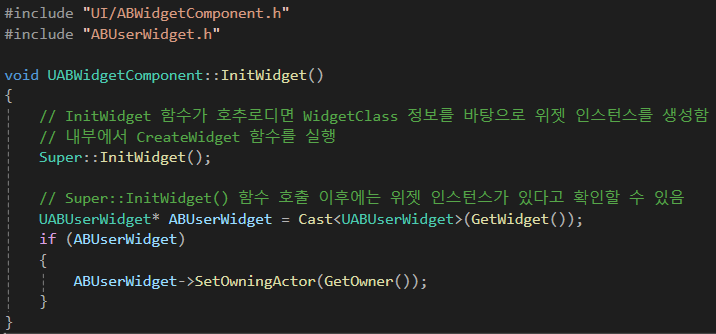 #include "UI/ABWidgetComponent.h"
#include "ABUserWidget.h"
void UABWidgetComponent::InitWidget()
{
// InitWidget 함수가 호추로디면 WidgetClass 정보를 바탕으로 위젯 인스턴스를 생성함
// 내부에서 CreateWidget 함수를 실행
Super::InitWidget();
// Super::InitWidget() 함수 호출 이후에는 위젯 인스턴스가 있다고 확인할 수 있음
UABUserWidget* ABUserWidget = Cast<UABUserWidget>(GetWidget());
if (ABUserWidget)
{
ABUserWidget->SetOwningActor(GetOwner());
}
}